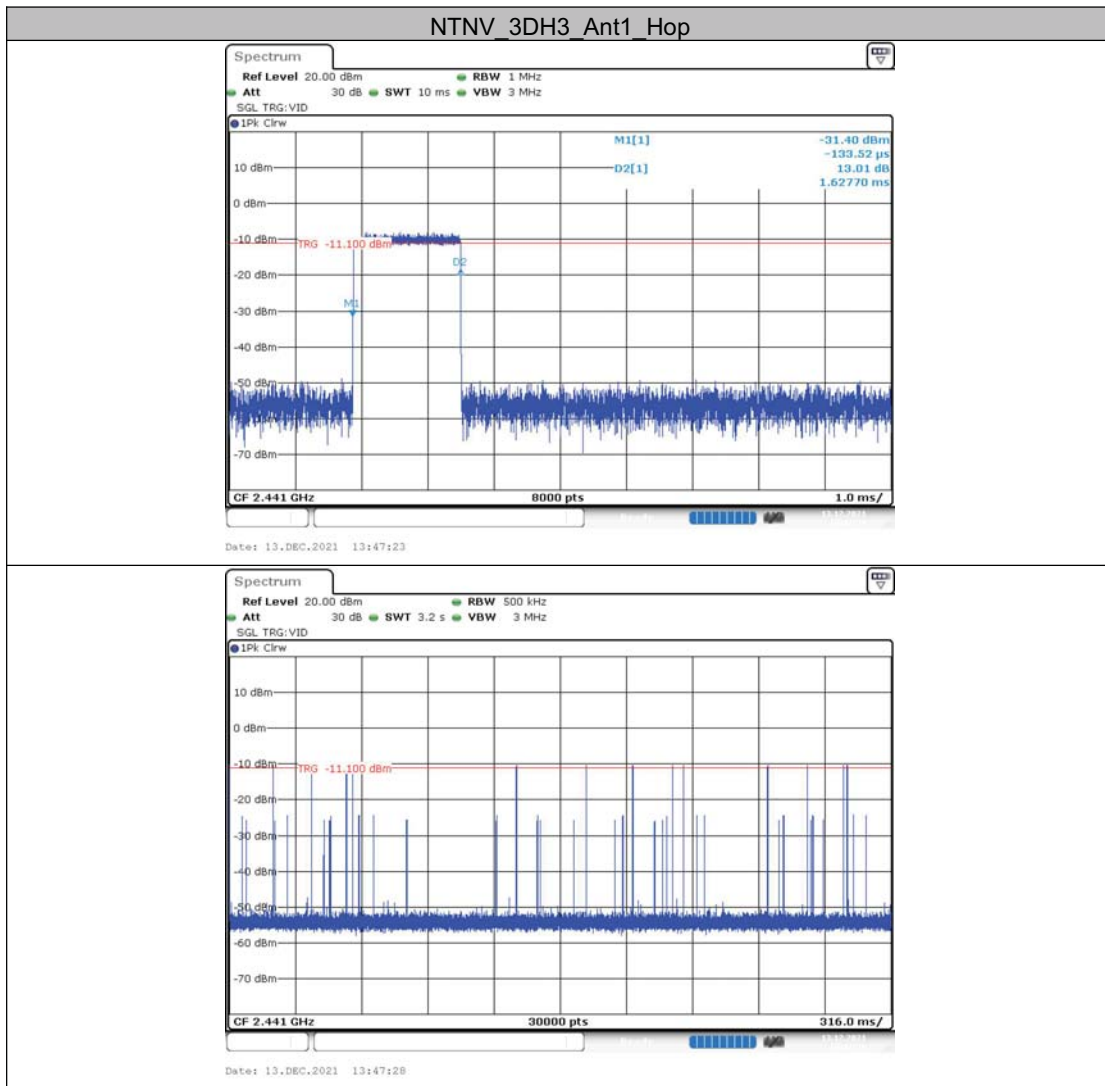 NTNV_3DH3_Ant1_Hop
Spectrum
Ref Level 20.00 dBm RBW 1 MHz
Att 30 dB SWT 10 ms VBW 3 MHz
SGL TRG:VID
1Pk Clrw
M1[1] -31.40 dBm
-133.52 µs
D2[1] 13.01 dB
1.62770 ms
10 dBm
0 dBm
-10 dBm
TRG -11.100 dBm
D2
-20 dBm
M1
-30 dBm
-40 dBm
-50 dBm
-70 dBm
CF 2.441 GHz 8000 pts 1.0 ms/
Date: 13.DEC.2021 13:47:23
Spectrum
Ref Level 20.00 dBm RBW 500 kHz
Att 30 dB SWT 3.2 s VBW 3 MHz
SGL TRG:VID
1Pk Clrw
10 dBm
0 dBm
-10 dBm
TRG -11.100 dBm
-20 dBm
-30 dBm
-40 dBm
-50 dBm
-60 dBm
-70 dBm
CF 2.441 GHz 30000 pts 316.0 ms/
Date: 13.DEC.2021 13:47:28